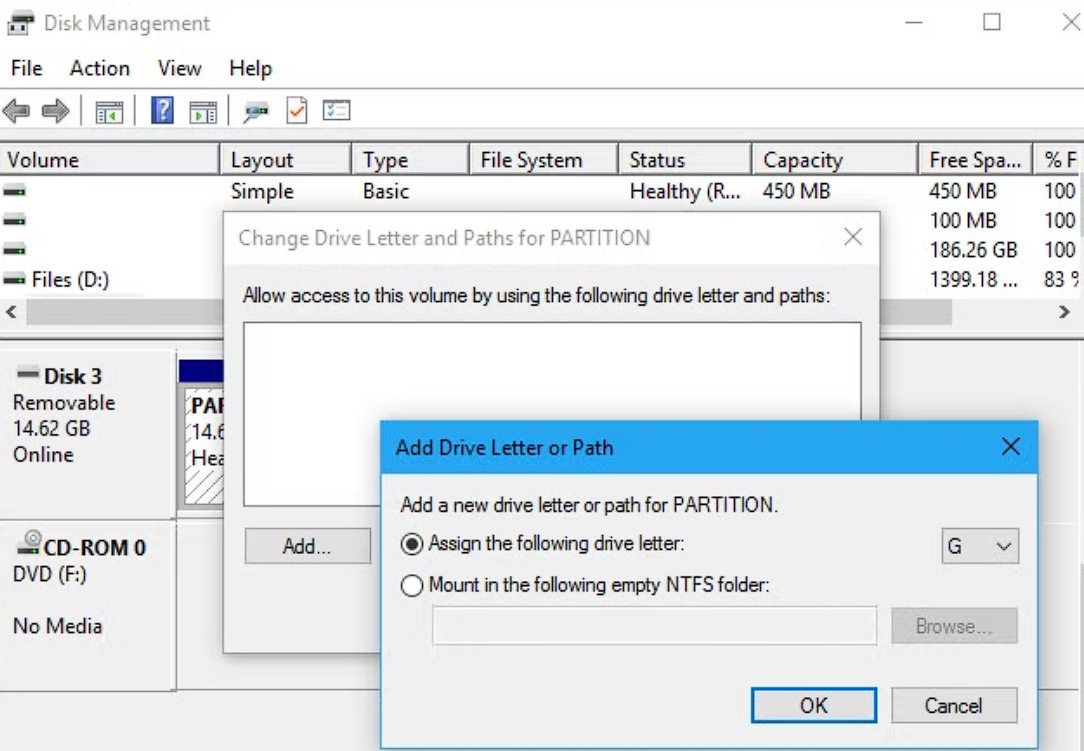 Disk Management
File Action View Help
Volume Layout Type File System Status Capacity Free Spa... % F
Simple Basic Healthy (R... 450 MB 450 MB 100
100 MB 100
186.26 GB 100
Files (D:) 1399.18 ... 83 %
Change Drive Letter and Paths for PARTITION
Allow access to this volume by using the following drive letter and paths:
Disk 3
Removable
14.62 GB
Online
PAR
14.6
Hea
Add...
CD-ROM 0
DVD (F:)
No Media
Add Drive Letter or Path
Add a new drive letter or path for PARTITION.
Assign the following drive letter: G
Mount in the following empty NTFS folder:
Browse...
OK Cancel